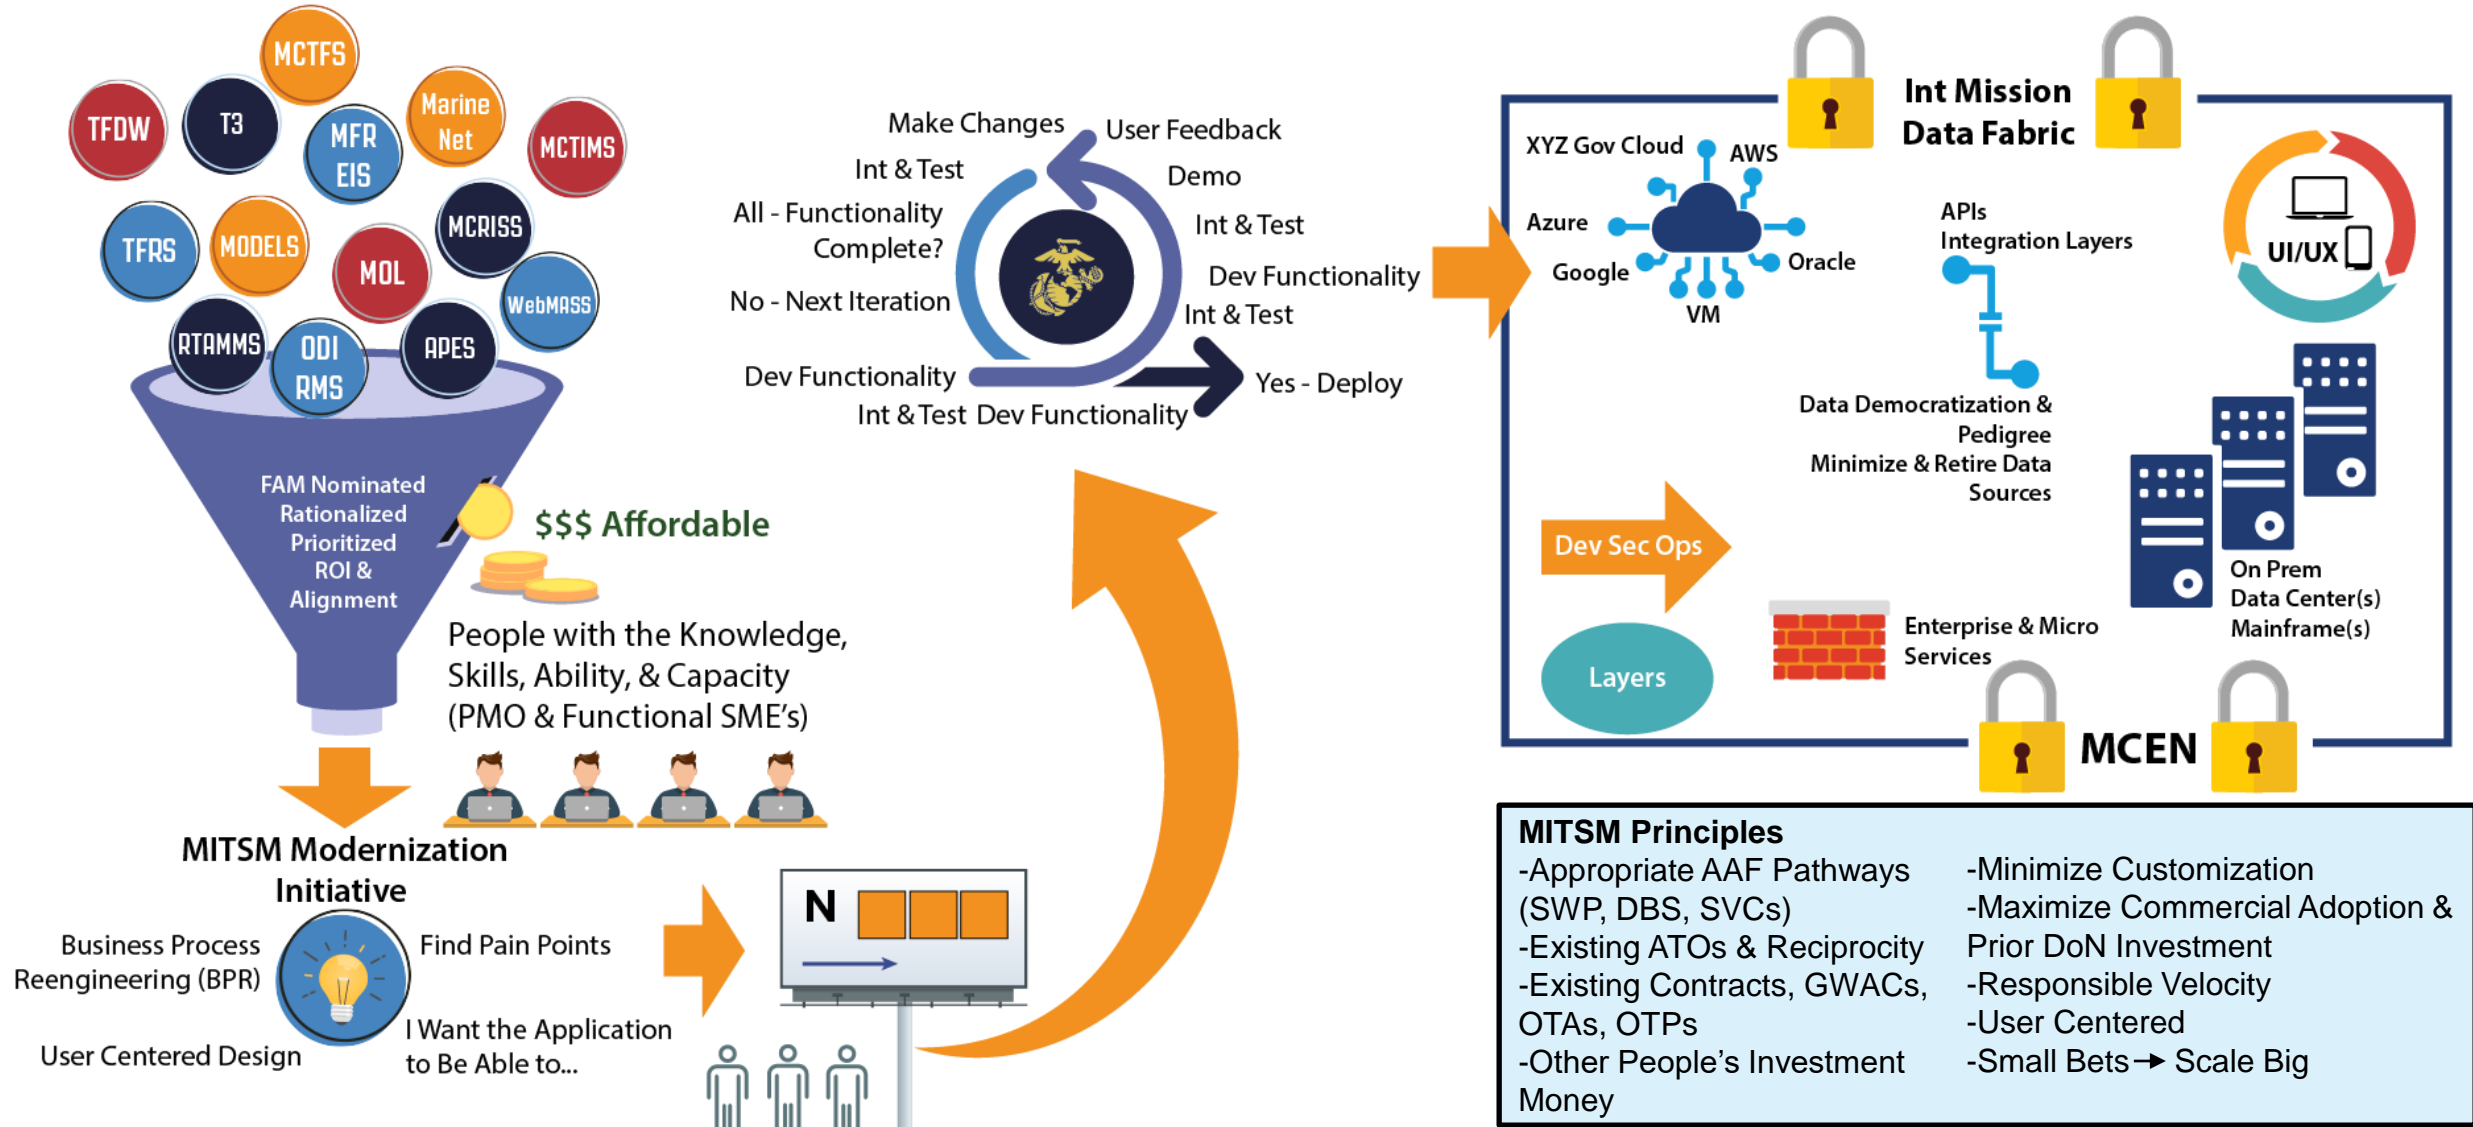 MCTFS
TFDW
T3
MFR
EIS
Marine
Net
MCTIMS
TFRS
MODELS
MOL
MCRISS
WebMASS
RTAMMS
ODI
RMS
APES
FAM Nominated
Rationalized
Prioritized
ROI &
Alignment
$$$ Affordable
People with the Knowledge,
Skills, Ability, & Capacity
(PMO & Functional SME's)
MITSM Modernization
Initiative
Business Process
Reengineering (BPR)
Find Pain Points
User Centered Design
I Want the Application
to Be Able to...
N
Make Changes
User Feedback
Int & Test
Demo
All - Functionality
Complete?
Int & Test
Dev Functionality
No - Next Iteration
Int & Test
Dev Functionality
Yes - Deploy
Int & Test Dev Functionality
Int Mission
Data Fabric
XYZ Gov Cloud
AWS
Azure
Google
Oracle
VM
APIs
Integration Layers
UI/UX
Data Democratization &
Pedigree
Minimize & Retire Data
Sources
Dev Sec Ops
On Prem
Data Center(s)
Mainframe(s)
Enterprise & Micro
Services
Layers
MCEN
MITSM Principles
-Appropriate AAF Pathways
(SWP, DBS, SVCs)
-Existing ATOs & Reciprocity
-Existing Contracts, GWACs,
OTAs, OTPs
-Other People's Investment
Money
-Minimize Customization
-Maximize Commercial Adoption &
Prior DoN Investment
-Responsible Velocity
-User Centered
-Small Bets→ Scale Big